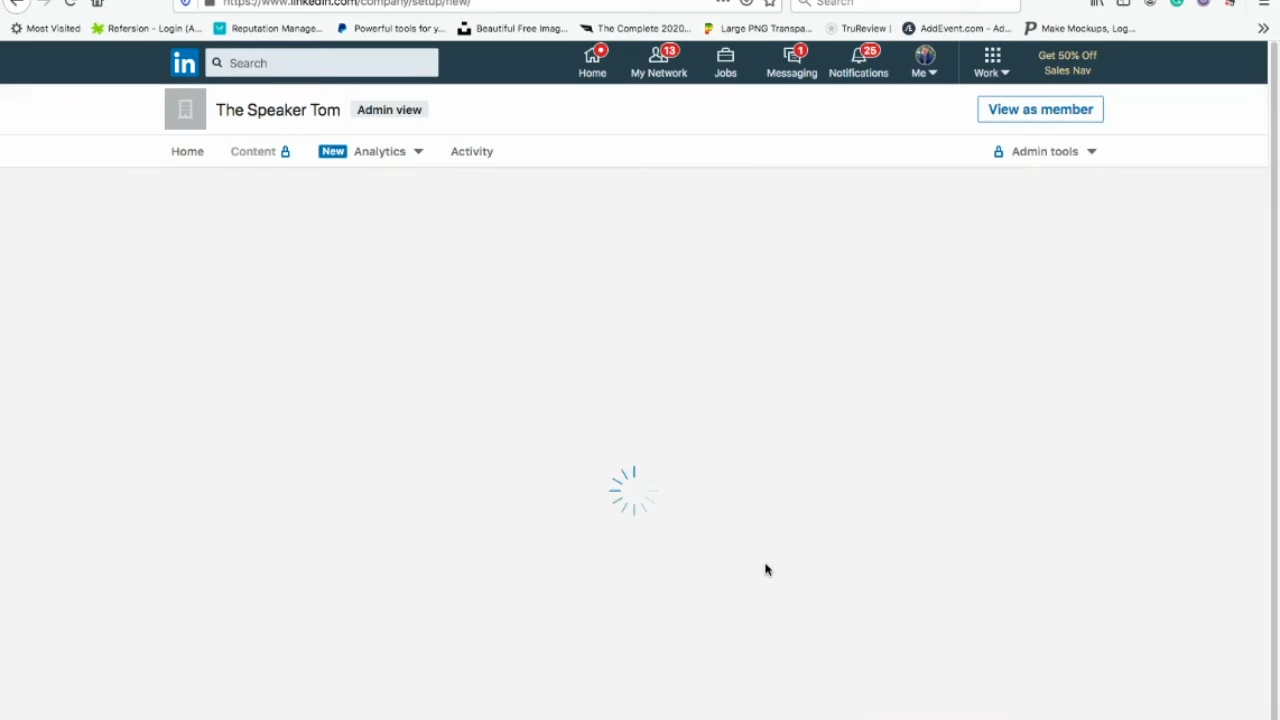 https://www.linkedin.com/company/setup/new/
Search
Most Visited
Refersion - Login (A...
Reputation Manage...
Powerful tools for y...
Beautiful Free Imag...
The Complete 2020...
Large PNG Transpa...
TruReview |
AddEvent.com - Ad...
Make Mockups, Log...
in
Search
Home
13
My Network
Jobs
1
Messaging
25
Notifications
Me
Work
Get 50% Off
Sales Nav
The Speaker Tom
Admin view
View as member
Home
Content
New
Analytics
Activity
Admin tools